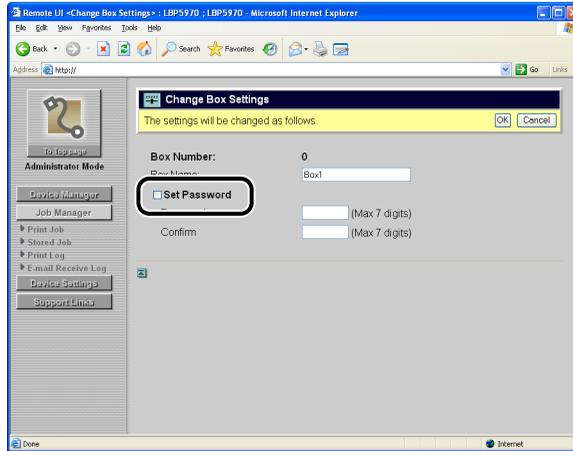 Remote UI <Change Box Settings> : LBP5970 ; LBP5970 - Microsoft Internet Explorer
File Edit View Favorites Tools Help
Back Search Favorites
Address http:// Go Links
To Top page
Administrator Mode
Device Manager
Job Manager
Print Job
Stored Job
Print Log
E-mail Receive Log
Device Settings
Support Links
Change Box Settings
The settings will be changed as follows. OK Cancel
Box Number: 0
Box Name: Box1
Set Password
(Max 7 digits)
Confirm (Max 7 digits)
Done Internet